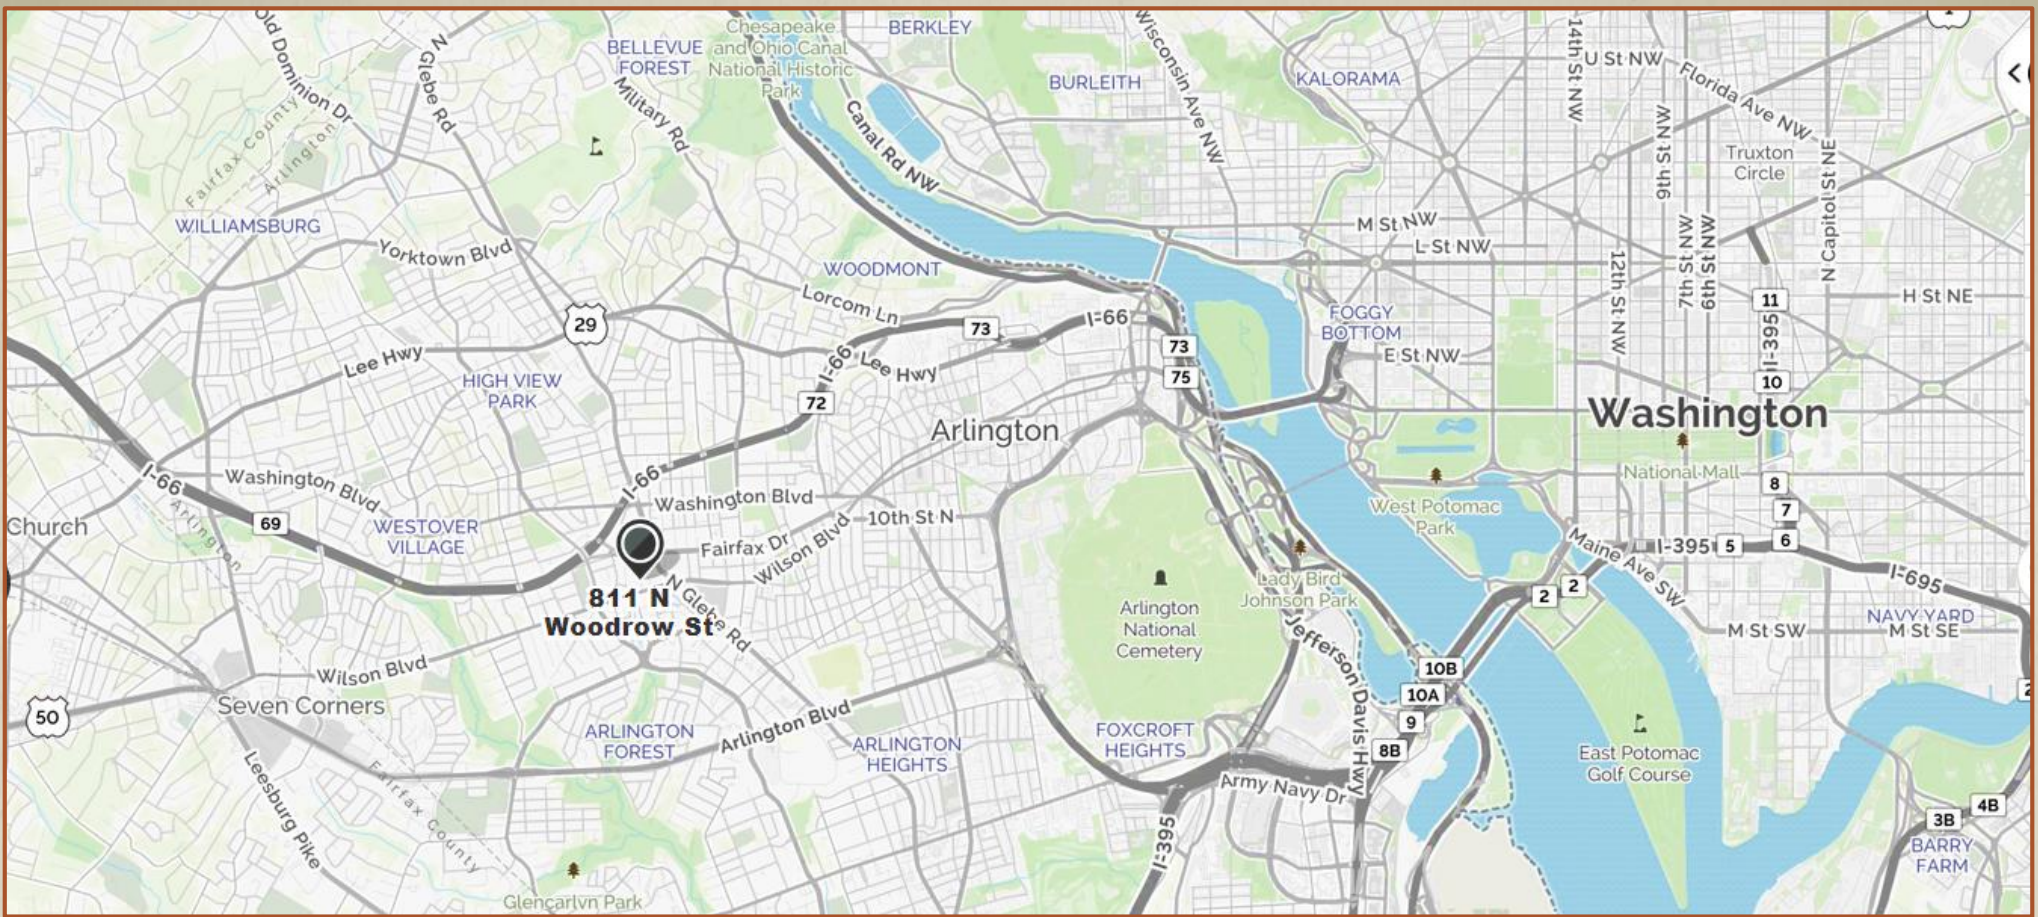 Old Dominion Dr
N Glebe Rd
BELLEVUE
FOREST
Military Rd
Chesapeake
and Ohio Canal
National Historic
Park
BERKLEY
Canal Rd NW
BURLEITH
Wisconsin Ave NW
KALORAMA
14th St NW
U St NW
Florida Ave NW
1
9th St NW
Truxton
Circle
N Capitol St NE
Fairfax County
Arlington
WILLIAMSBURG
Yorktown Blvd
WOODMONT
Lorcom Ln
M St NW
L St NW
12th St NW
7th St NW
6th St NW
11
H St NE
29
73
I-66
FOGGY
BOTTOM
I-395
Lee Hwy
I-66
Lee Hwy
73
E St NW
75
10
HIGH VIEW
PARK
72
Arlington
Washington
I-66
Washington Blvd
I-66
Washington Blvd
National Mall
8
Church
69
Arlington
WESTOVER
VILLAGE
10th St N
West Potomac
Park
7
Fairfax Dr
Wilson Blvd
Maine Ave SW
I-395
5
6
811 N
Woodrow St
N Glebe Rd
Arlington
National
Cemetery
Lady Bird
Johnson Park
2
2
I-695
NAVY YARD
M St SW
M St SE
Jefferson Davis Hwy
Wilson Blvd
10B
10A
50
Seven Corners
9
8B
ARLINGTON
FOREST
Arlington Blvd
ARLINGTON
HEIGHTS
FOXCROFT
HEIGHTS
East Potomac
Golf Course
Leesburg Pike
Fairfax County
Army Navy Dr
I-395
4B
3B
BARRY
FARM
Glencarlyn Park